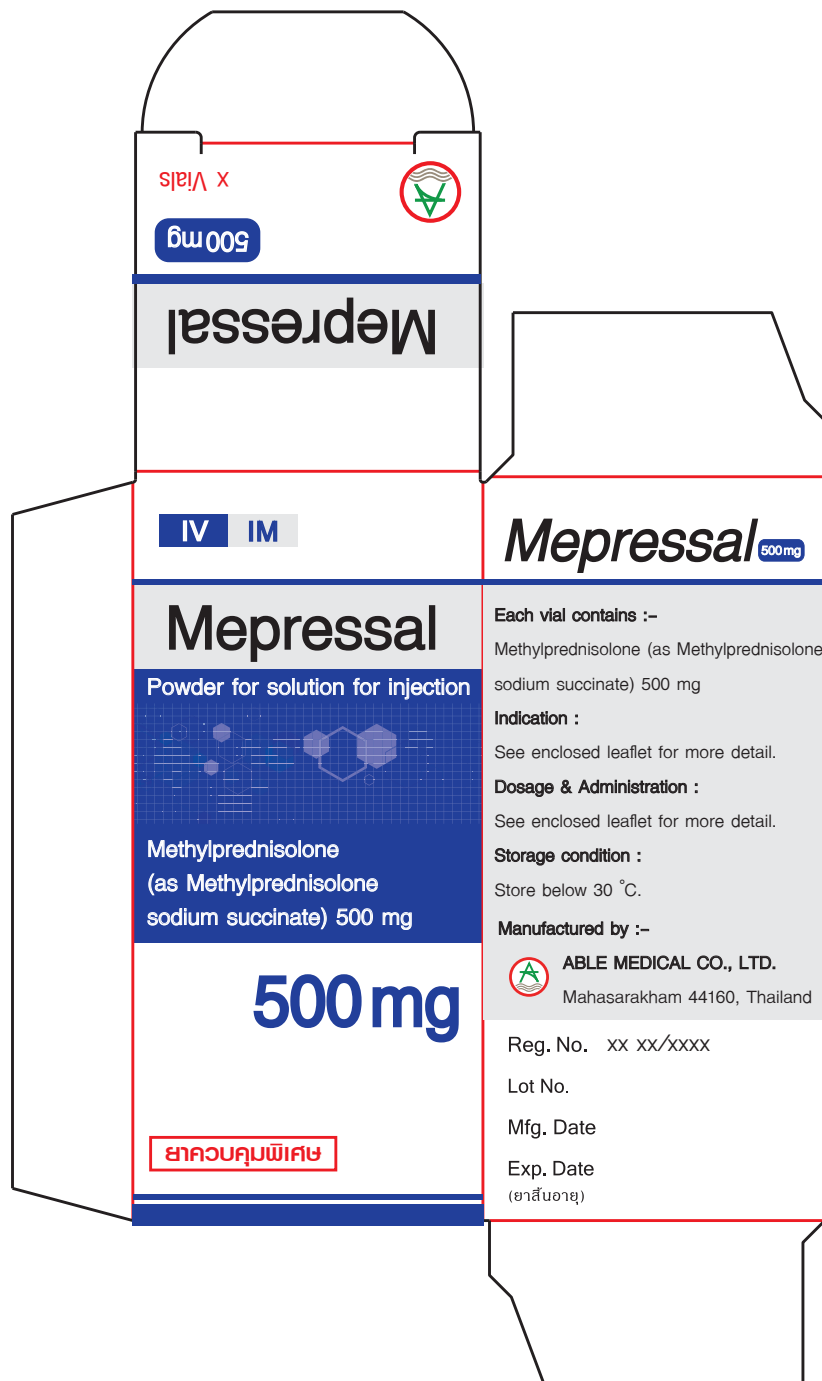 x Vials
500 mg
Mepressal
IV IM
Mepressal
Powder for solution for injection
Methylprednisolone
(as Methylprednisolone
sodium succinate) 500 mg
500 mg
ยาควบคุมพิเศษ
Mepressal 500 mg
Each vial contains :-
Methylprednisolone (as Methylprednisolone
sodium succinate) 500 mg
Indication :
See enclosed leaflet for more detail.
Dosage & Administration :
See enclosed leaflet for more detail.
Storage condition :
Store below 30 °C.
Manufactured by :-
ABLE MEDICAL CO., LTD.
Mahasarakham 44160, Thailand
Reg. No. xx xx/xxxx
Lot No.
Mfg. Date
Exp. Date
(ยาสิ้นอายุ)